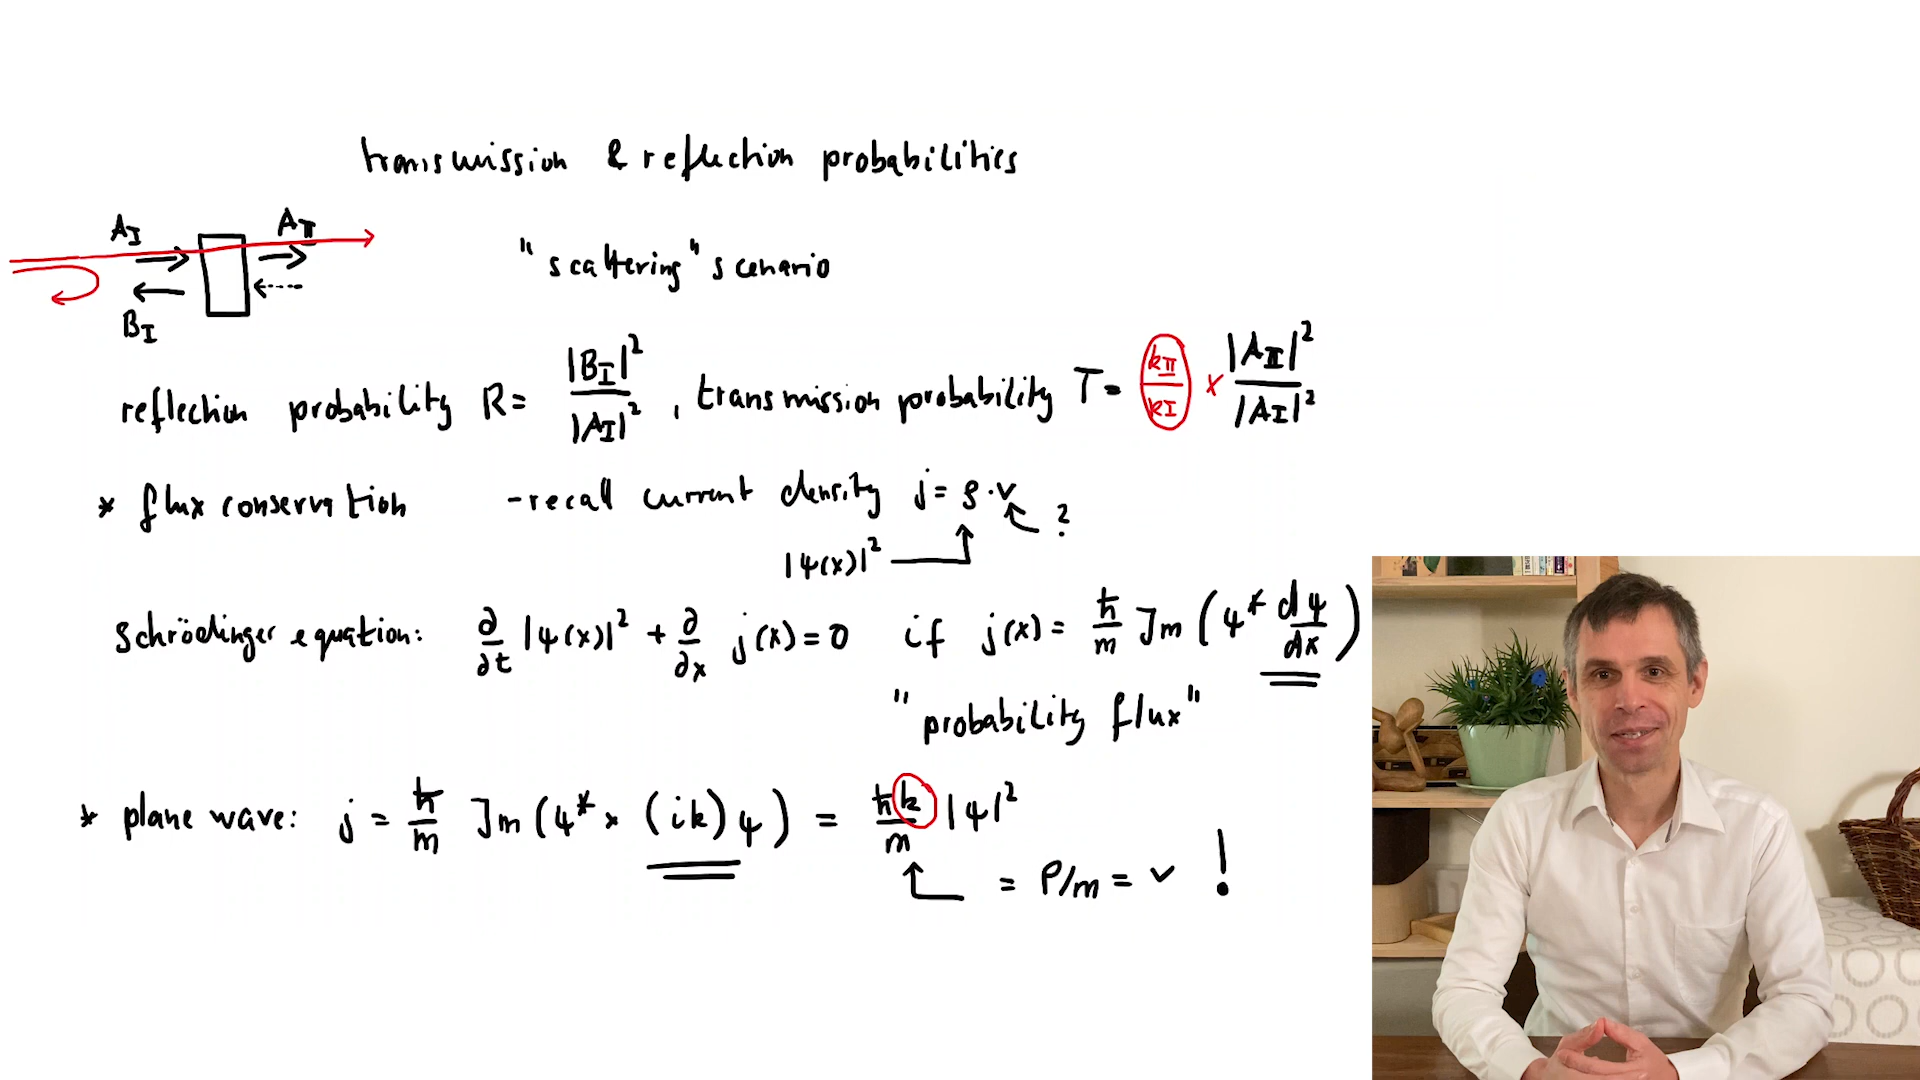 transmission & reflection probabilities
A_I A_II
"scattering" scenario
B_I
reflection probability R = |B_I|² / |A_I|² , transmission probability T = k_II / k_I × |A_II|² / |A_I|²
* flux conservation - recall current density j = ρ · v
?
|ψ(x)|²
Schrödinger equation: ∂/∂t |ψ(x)|² + ∂/∂x j(x) = 0 if j(x) = ħ/m Im (ψ* dψ/dx)
"probability flux"
* plane wave: j = ħ/m Im (ψ* × (ik) ψ) = ħk/m |ψ|²
= P/m = v !